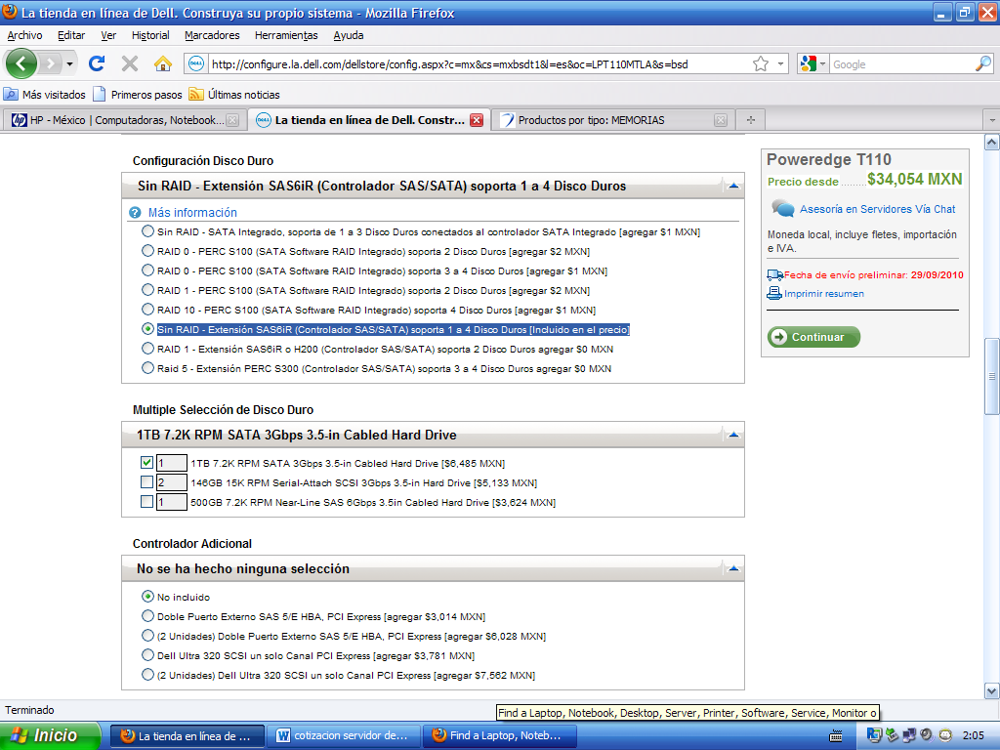 La tienda en línea de Dell. Construya su propio sistema - Mozilla Firefox
Archivo Editar Ver Historial Marcadores Herramientas Ayuda
DELL http://configure.la.dell.com/dellstore/config.aspx?c=mx&cs=mxbsdt1&l=es&oc=LPT110MTLA&s=bsd Google
Más visitados Primeros pasos Últimas noticias
hp HP - México | Computadoras, Notebook... DELL La tienda en línea de Dell. Constr... Productos por tipo: MEMORIAS
Configuración Disco Duro
Sin RAID - Extensión SAS6iR (Controlador SAS/SATA) soporta 1 a 4 Disco Duros
? Más información
Sin RAID - SATA Integrado, soporta de 1 a 3 Disco Duros conectados al controlador SATA Integrado [agregar $1 MXN]
RAID 0 - PERC S100 (SATA Software RAID Integrado) soporta 2 Disco Duros [agregar $2 MXN]
RAID 0 - PERC S100 (SATA Software RAID Integrado) soporta 3 a 4 Disco Duros [agregar $1 MXN]
RAID 1 - PERC S100 (SATA Software RAID Integrado) soporta 2 Disco Duros [agregar $2 MXN]
RAID 10 - PERC S100 (SATA Software RAID Integrado) soporta 4 Disco Duros [agregar $1 MXN]
Sin RAID - Extensión SAS6iR (Controlador SAS/SATA) soporta 1 a 4 Disco Duros [Incluido en el precio]
RAID 1 - Extensión SAS6iR o H200 (Controlador SAS/SATA) soporta 2 Disco Duros agregar $0 MXN
Raid 5 - Extensión PERC S300 (Controlador SAS/SATA) soporta 3 a 4 Disco Duros agregar $0 MXN
Multiple Selección de Disco Duro
1TB 7.2K RPM SATA 3Gbps 3.5-in Cabled Hard Drive
1 1TB 7.2K RPM SATA 3Gbps 3.5-in Cabled Hard Drive [$6,485 MXN]
2 146GB 15K RPM Serial-Attach SCSI 3Gbps 3.5-in Hard Drive [$5,133 MXN]
1 500GB 7.2K RPM Near-Line SAS 6Gbps 3.5in Cabled Hard Drive [$3,624 MXN]
Controlador Adicional
No se ha hecho ninguna selección
No incluido
Doble Puerto Externo SAS 5/E HBA, PCI Express [agregar $3,014 MXN]
(2 Unidades) Doble Puerto Externo SAS 5/E HBA, PCI Express [agregar $6,028 MXN]
Dell Ultra 320 SCSI un solo Canal PCI Express [agregar $3,781 MXN]
(2 Unidades) Dell Ultra 320 SCSI un solo Canal PCI Express [agregar $7,562 MXN]
Poweredge T110
Precio desde ........ $34,054 MXN
Asesoría en Servidores Vía Chat
Moneda local, incluye fletes, importación
e IVA.
Fecha de envío preliminar: 29/09/2010
Imprimir resumen
Continuar
Terminado
Find a Laptop, Notebook, Desktop, Server, Printer, Software, Service, Monitor o
Inicio La tienda en línea de ... cotizacion servidor de... Find a Laptop, Noteb... 2:05